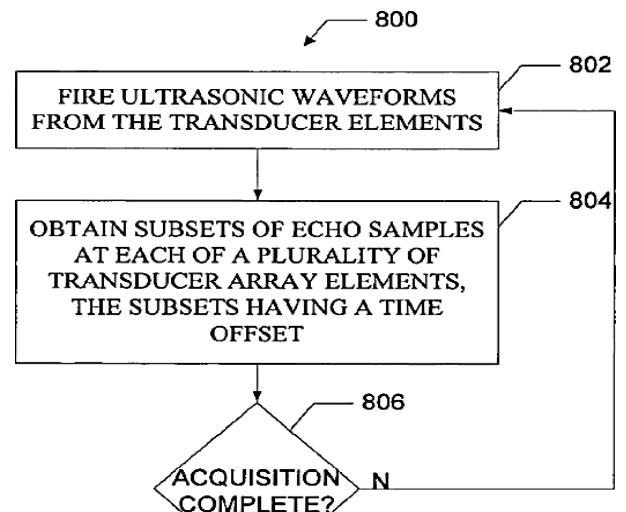 800
802
FIRE ULTRASONIC WAVEFORMS
FROM THE TRANSDUCER ELEMENTS
804
OBTAIN SUBSETS OF ECHO SAMPLES
AT EACH OF A PLURALITY OF
TRANSDUCER ARRAY ELEMENTS,
THE SUBSETS HAVING A TIME
OFFSET
806
ACQUISITION N
COMPLETE?